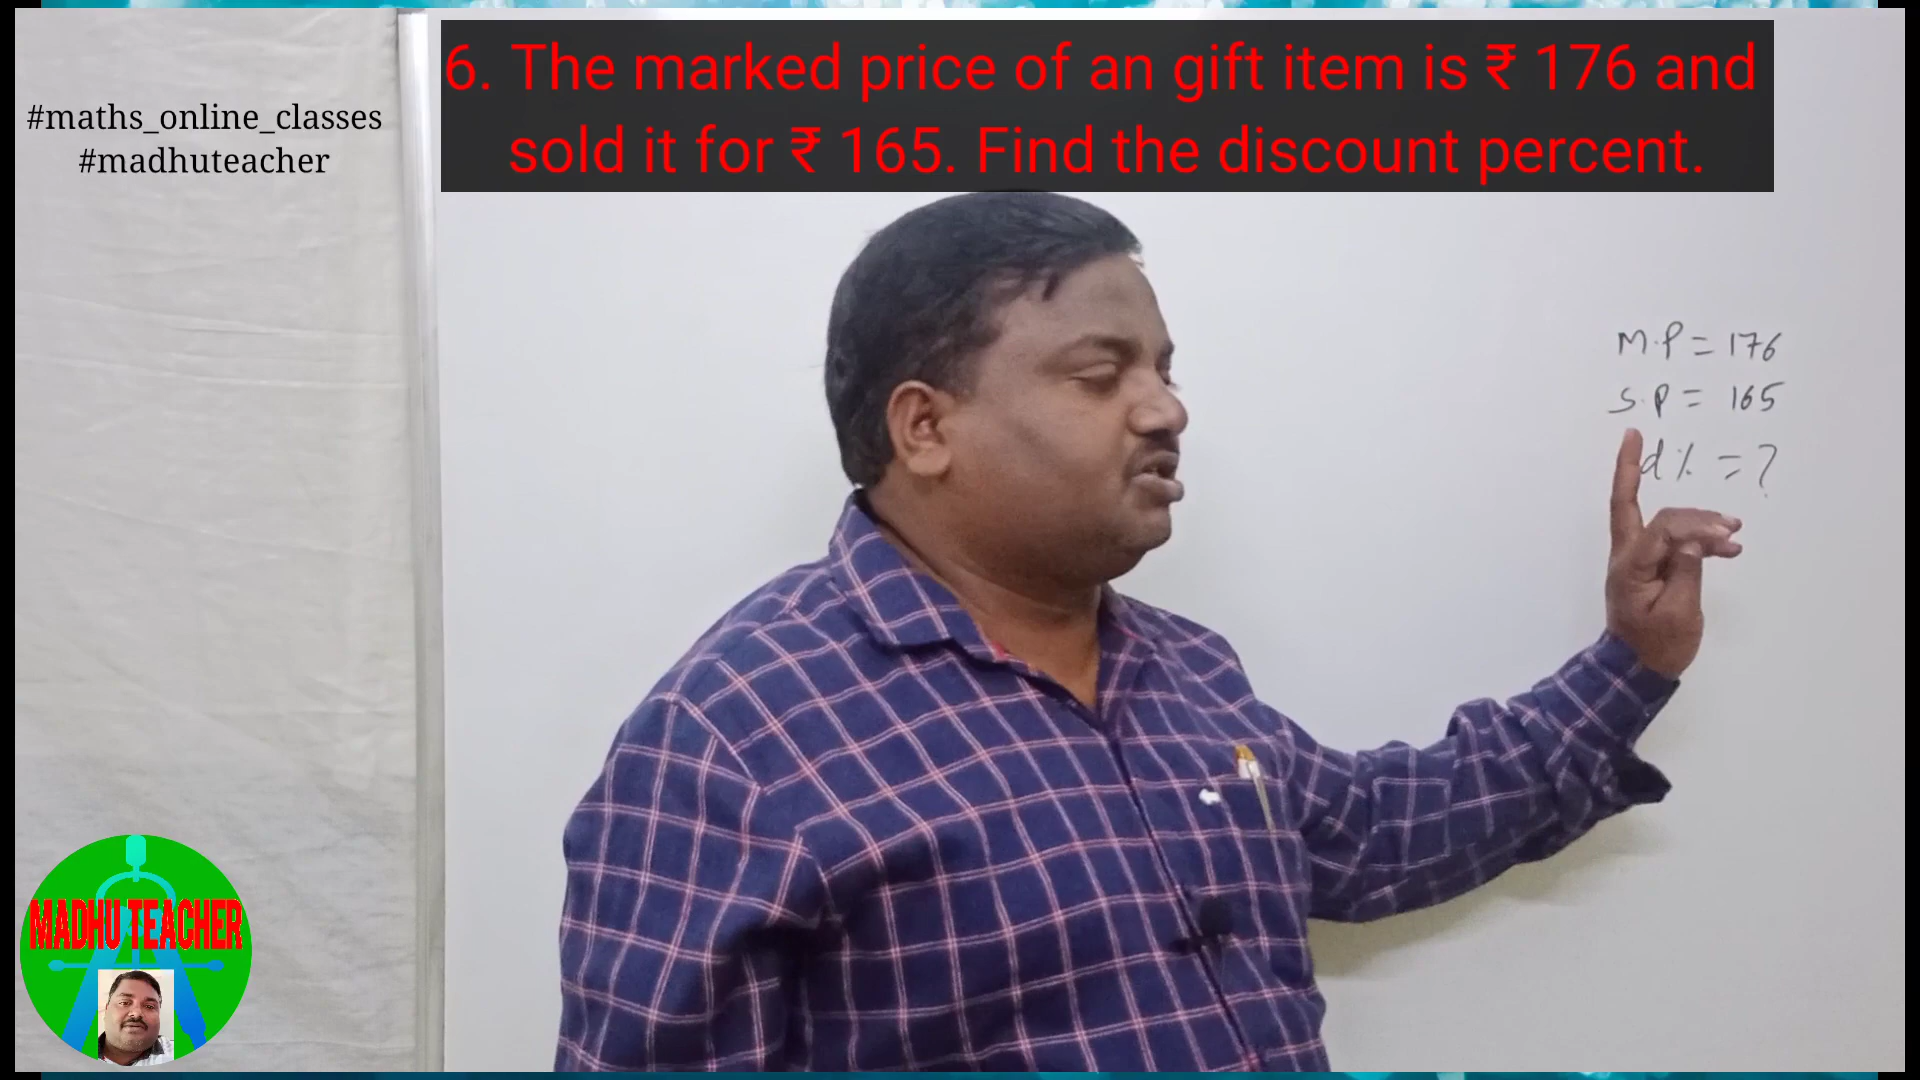 6. The marked price of an gift item is ₹ 176 and
sold it for ₹ 165. Find the discount percent.
#maths_online_classes
#madhuteacher
M.P = 176
S.P = 165
d% = ?
MADHU TEACHER